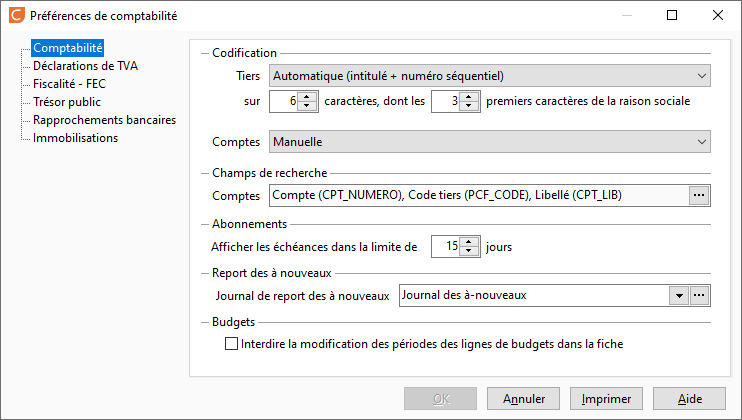 Préférences de comptabilité
Comptabilité
Déclarations de TVA
Fiscalité - FEC
Trésor public
Rapprochements bancaires
Immobilisations
Codification
Tiers Automatique (intitulé + numéro séquentiel)
sur 6 caractères, dont les 3 premiers caractères de la raison sociale
Comptes Manuelle
Champs de recherche
Comptes Compte (CPT_NUMERO), Code tiers (PCF_CODE), Libellé (CPT_LIB) ...
Abonnements
Afficher les échéances dans la limite de 15 jours
Report des à nouveaux
Journal de report des à nouveaux Journal des à-nouveaux ...
Budgets
Interdire la modification des périodes des lignes de budgets dans la fiche
OK Annuler Imprimer Aide